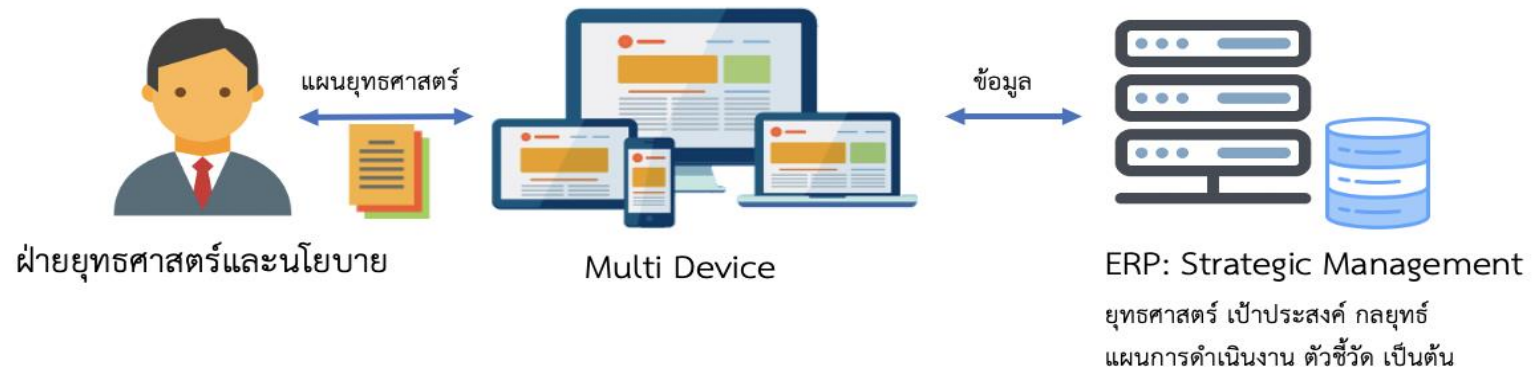 แผนยุทธศาสตร์
ข้อมูล
ฝ่ายยุทธศาสตร์และนโยบาย
Multi Device
ERP: Strategic Management
ยุทธศาสตร์ เป้าประสงค์ กลยุทธ์
แผนการดำเนินงาน ตัวชี้วัด เป็นต้น